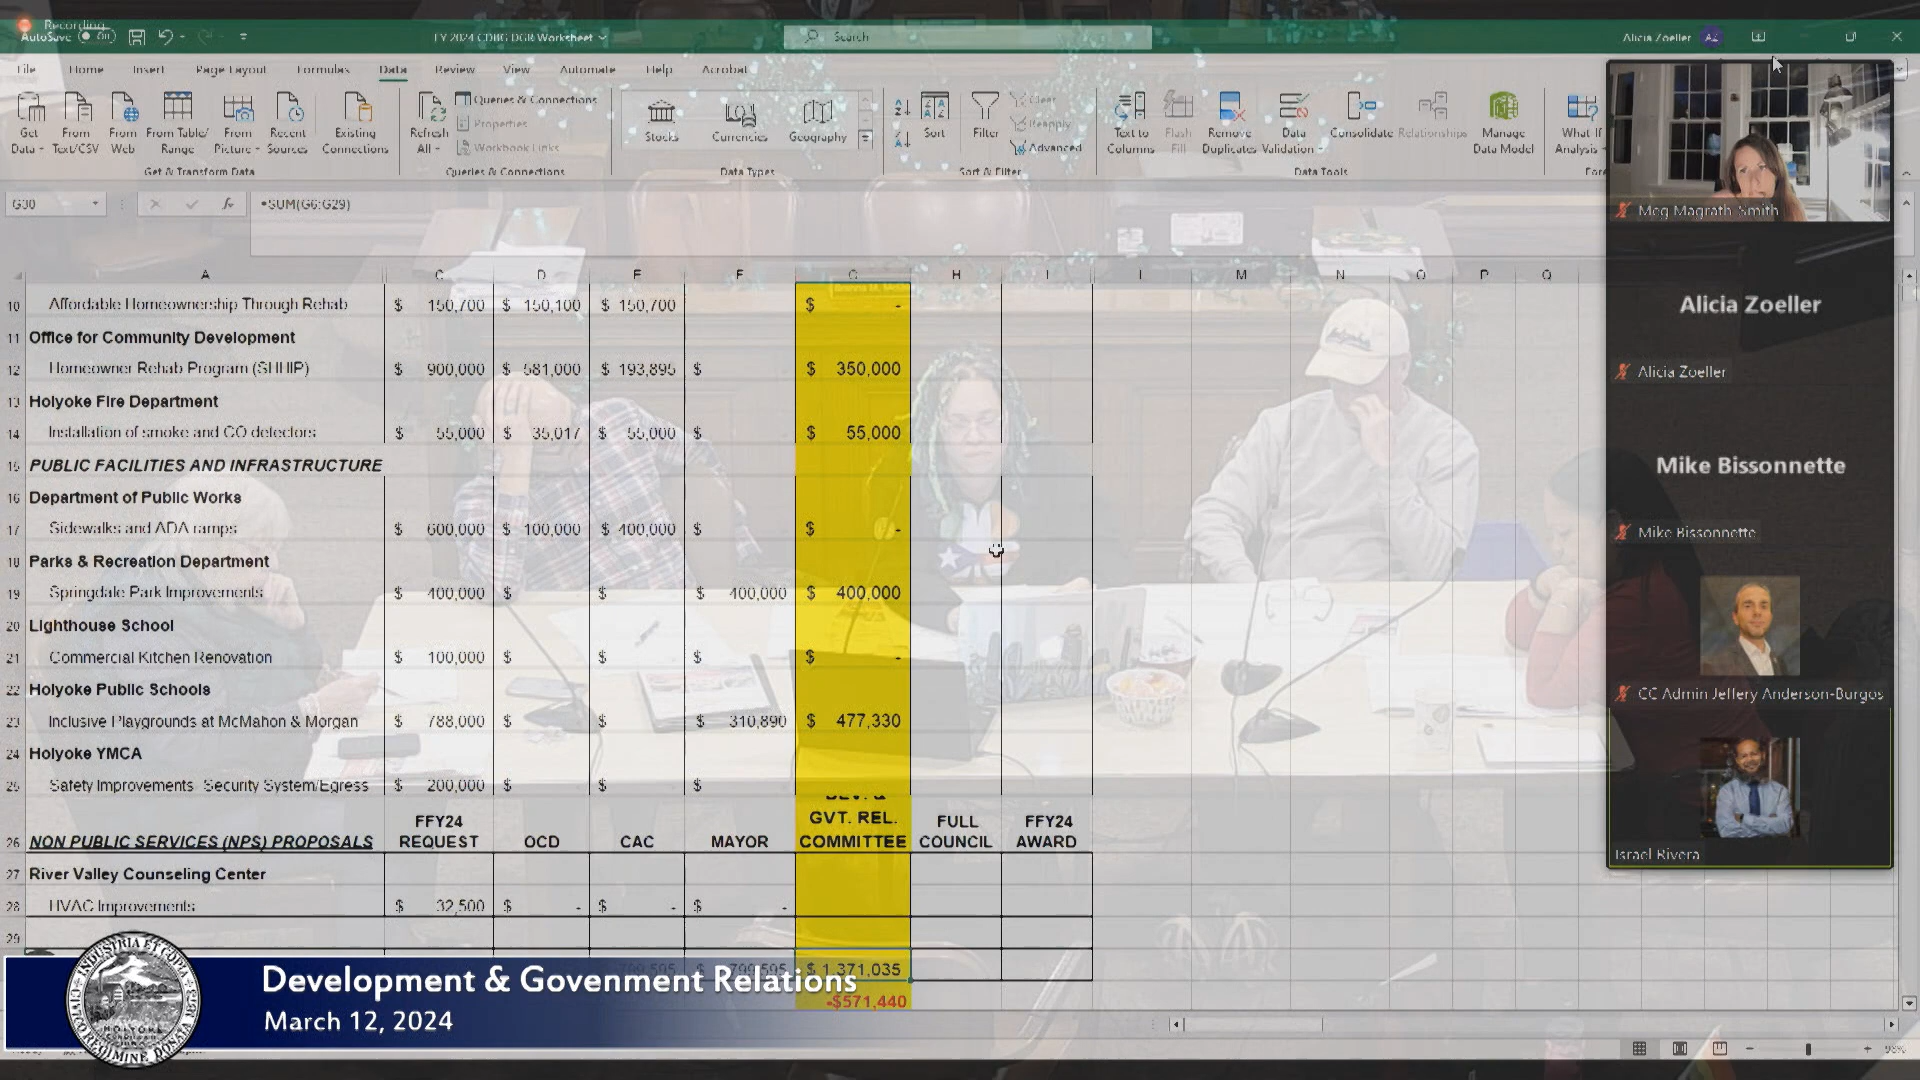 Recording
AutoSave Off
FY 2024 CDBG DGR Worksheet
Search
Alicia Zoeller AZ
File Home Insert Page Layout Formulas Data Review View Automate Help Acrobat
Get Data
From Text/CSV
From Web
From Table/ Range
From Picture
Recent Sources
Existing Connections
Get & Transform Data
Refresh All
Queries & Connections
Properties
Workbook Links
Queries & Connections
Stocks
Currencies
Geography
Data Types
Sort
Filter
Clear
Reapply
Advanced
Sort & Filter
Text to Columns
Flash Fill
Remove Duplicates
Data Validation
Consolidate
Relationships
Manage Data Model
Data Tools
What If Analysis
G30
=SUM(G6:G29)
10 Affordable Homeownership Through Rehab $ 150,700 $ 150,100 $ 150,700 $ -
11 Office for Community Development
12 Homeowner Rehab Program (SHHIP) $ 900,000 $ 581,000 $ 193,895 $ $ 350,000
13 Holyoke Fire Department
14 Installation of smoke and CO detectors $ 55,000 $ 35,017 $ 55,000 $ $ 55,000
15 PUBLIC FACILITIES AND INFRASTRUCTURE
16 Department of Public Works
17 Sidewalks and ADA ramps $ 600,000 $ 100,000 $ 400,000 $ $ -
18 Parks & Recreation Department
19 Springdale Park Improvements $ 400,000 $ $ $ 400,000 $ 400,000
20 Lighthouse School
21 Commercial Kitchen Renovation $ 100,000 $ $ $ $ -
22 Holyoke Public Schools
23 Inclusive Playgrounds at McMahon & Morgan $ 788,000 $ $ $ 310,890 $ 477,330
24 Holyoke YMCA
25 Safety Improvements Security System/Egress $ 200,000 $ $ $
26 NON PUBLIC SERVICES (NPS) PROPOSALS FFY24 REQUEST OCD CAC MAYOR DEV. & GVT. REL. COMMITTEE FULL COUNCIL FFY24 AWARD
27 River Valley Counseling Center
28 HVAC Improvements $ 32,500 $ - $ - $ -
29
799,595 $ 799,595 $ 1,371,035
-$571,440
Meg Magrath-Smith
Alicia Zoeller
Alicia Zoeller
Mike Bissonnette
Mike Bissonnette
CC Admin Jeffery Anderson-Burgos
Israel Rivera
Development & Govenment Relations
March 12, 2024
98%